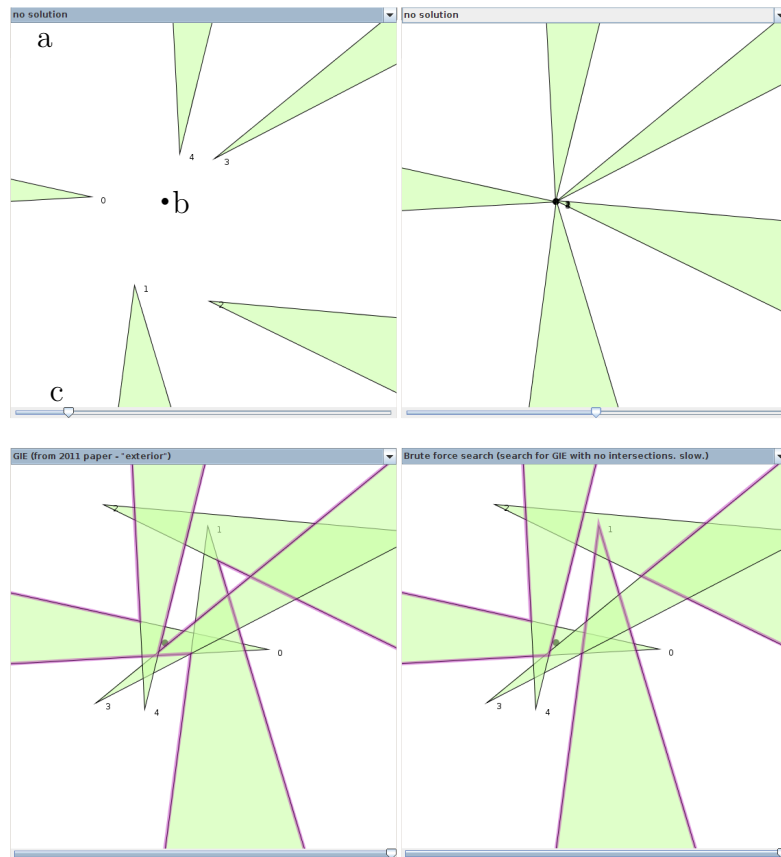 no solution
a
4
3
0
b
1
2
c
no solution
GIE (from 2011 paper - "exterior")
2
1
0
3
4
Brute force search (search for GIE with no intersections. slow.)
2
1
0
3
4